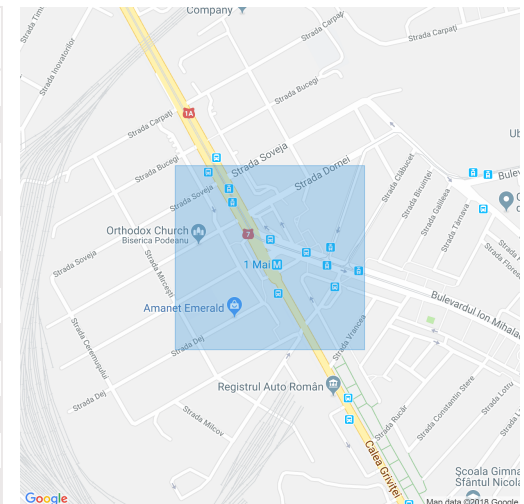 Company
Strada Timi
Strada Inovatorilor
Strada Carpați
Strada Carpați
1A
Strada Carpați
Strada Bucegi
Strada Bucegi
Strada Soveja
Strada Dornei
Strada Clăbucet
Strada Biruinței
Strada Galileea
Strada Târnava
Strada Flore
Bulev
Strada Soveja
Orthodox Church
Biserica Podeanu
7
1 Mai M
Strada Soveja
Strada Mircești
Amanet Emerald
Bulevardul Ion Mihalac
Strada Ceremușului
Strada Dej
Strada Vrancea
Strada Dej
Registrul Auto Român
Strada Milcov
Strada Rucăr
Strada Constantin Stere
Strada Lotru
Calea Griviței
Școala Gimna
Sfântul Nicola
Google
Map data ©2018 Google